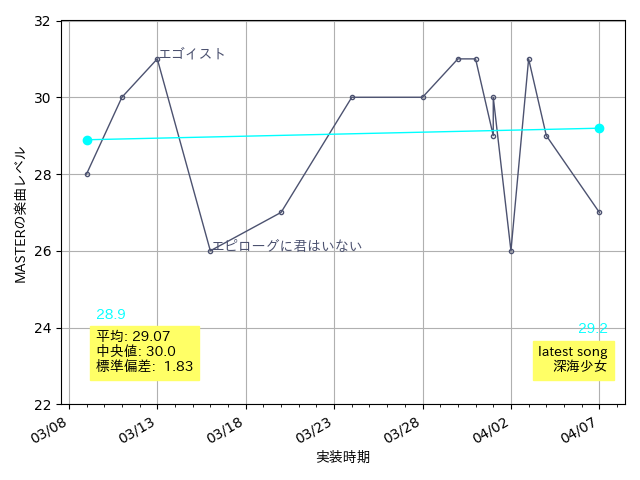 32
エゴイスト
30
28
26
エピローグに君はいない
MASTERの楽曲レベル
28.9
24
29.2
平均: 29.07
中央値: 30.0
標準偏差: 1.83
latest song
深海少女
22
03/08
03/13
03/18
03/23
03/28
04/02
04/07
実装時期